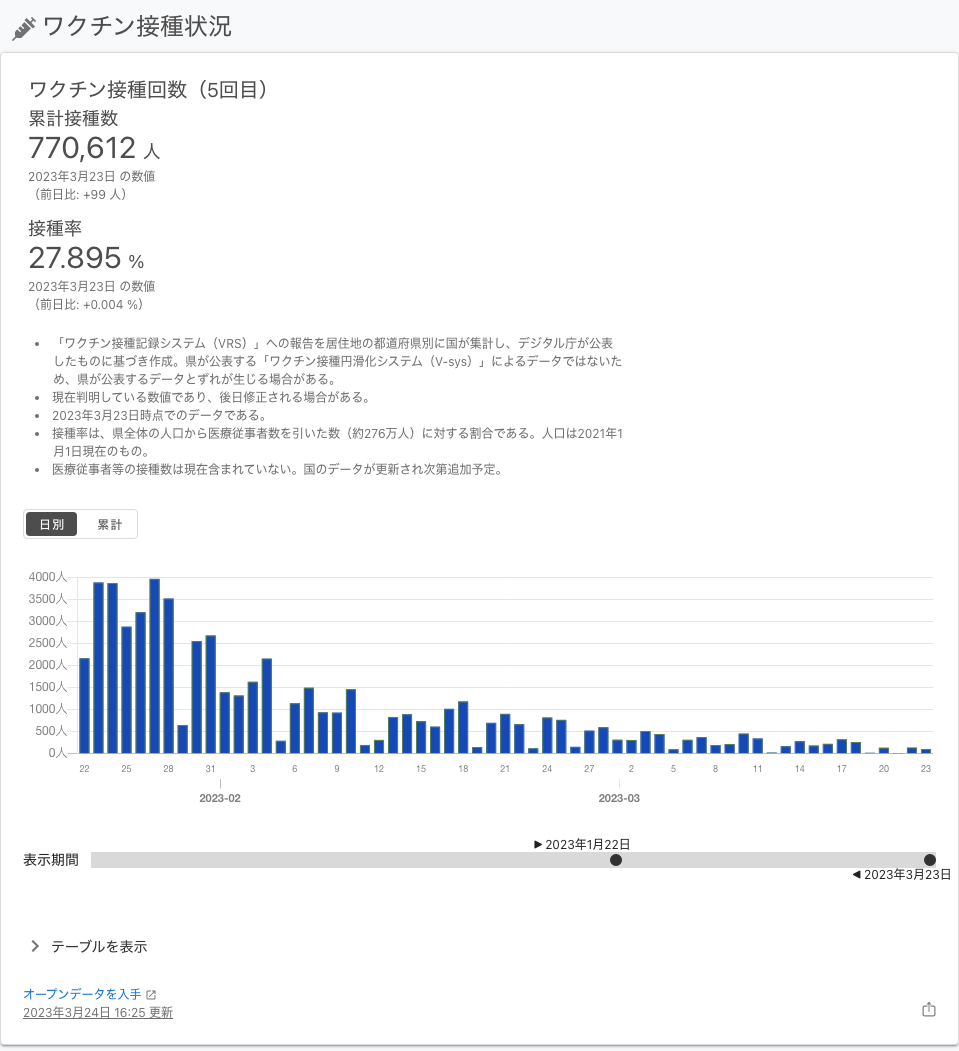 ワクチン接種状況
ワクチン接種回数（5回目）
累計接種数
770,612 人
2023年3月23日 の数値
（前日比: +99 人）
接種率
27.895 %
2023年3月23日 の数値
（前日比: +0.004 %）
• 「ワクチン接種記録システム（VRS）」への報告を居住地の都道府県別に国が集計し、デジタル庁が公表
したものに基づき作成。県が公表する「ワクチン接種円滑化システム（V-sys）」によるデータではないた
め、県が公表するデータとずれが生じる場合がある。
• 現在判明している数値であり、後日修正される場合がある。
• 2023年3月23日時点でのデータである。
• 接種率は、県全体の人口から医療従事者数を引いた数（約276万人）に対する割合である。人口は2021年1
月1日現在のもの。
• 医療従事者等の接種数は現在含まれていない。国のデータが更新され次第追加予定。
日別 累計
4000人
3500人
3000人
2500人
2000人
1500人
1000人
500人
0人
22 25 28 31 3 6 9 12 15 18 21 24 27 2 5 8 11 14 17 20 23
2023-02 2023-03
▶ 2023年1月22日
表示期間
◀ 2023年3月23日
テーブルを表示
オープンデータを入手
2023年3月24日 16:25 更新